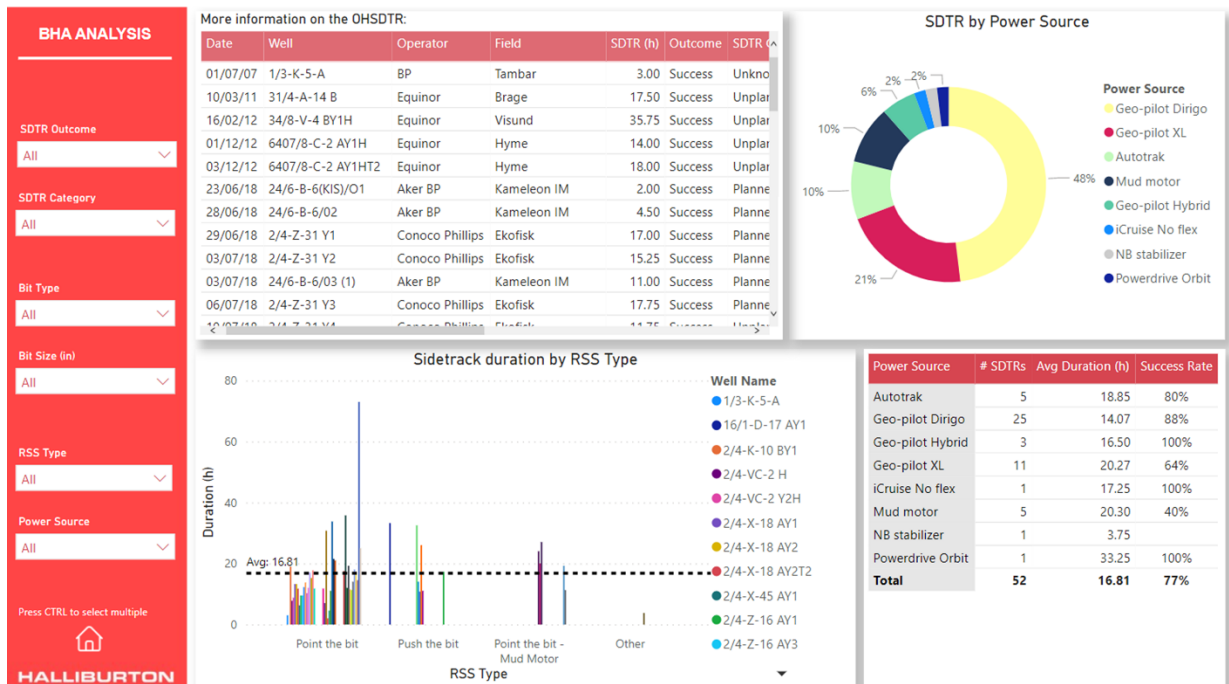 BHA ANALYSIS
SDTR Outcome
All
SDTR Category
All
Bit Type
All
Bit Size (in)
All
RSS Type
All
Power Source
All
Press CTRL to select multiple
HALLIBURTON
More information on the OHSDTR:
Date Well Operator Field SDTR (h) Outcome SDTR
01/07/07 1/3-K-5-A BP Tambar 3.00 Success Unkno
10/03/11 31/4-A-14 B Equinor Brage 17.50 Success Unplar
16/02/12 34/8-V-4 BY1H Equinor Visund 35.75 Success Unplar
01/12/12 6407/8-C-2 AY1H Equinor Hyme 14.00 Success Unplar
03/12/12 6407/8-C-2 AY1HT2 Equinor Hyme 18.00 Success Unplar
23/06/18 24/6-B-6(KIS)/O1 Aker BP Kameleon IM 2.00 Success Planne
28/06/18 24/6-B-6/02 Aker BP Kameleon IM 4.50 Success Planne
29/06/18 2/4-Z-31 Y1 Conoco Phillips Ekofisk 17.00 Success Planne
03/07/18 2/4-Z-31 Y2 Conoco Phillips Ekofisk 15.25 Success Planne
03/07/18 24/6-B-6/03 (1) Aker BP Kameleon IM 11.00 Success Planne
06/07/18 2/4-Z-31 Y3 Conoco Phillips Ekofisk 17.75 Success Planne
SDTR by Power Source
2% 2%
6%
10%
10%
21%
48%
Power Source
Geo-pilot Dirigo
Geo-pilot XL
Autotrak
Mud motor
Geo-pilot Hybrid
iCruise No flex
NB stabilizer
Powerdrive Orbit
Sidetrack duration by RSS Type
80
60
40
20
0
Duration (h)
Avg: 16.81
Point the bit
Push the bit
Point the bit -
Mud Motor
Other
RSS Type
Well Name
1/3-K-5-A
16/1-D-17 AY1
2/4-K-10 BY1
2/4-VC-2 H
2/4-VC-2 Y2H
2/4-X-18 AY1
2/4-X-18 AY2
2/4-X-18 AY2T2
2/4-X-45 AY1
2/4-Z-16 AY1
2/4-Z-16 AY3
Power Source # SDTRs Avg Duration (h) Success Rate
Autotrak 5 18.85 80%
Geo-pilot Dirigo 25 14.07 88%
Geo-pilot Hybrid 3 16.50 100%
Geo-pilot XL 11 20.27 64%
iCruise No flex 1 17.25 100%
Mud motor 5 20.30 40%
NB stabilizer 1 3.75
Powerdrive Orbit 1 33.25 100%
Total 52 16.81 77%